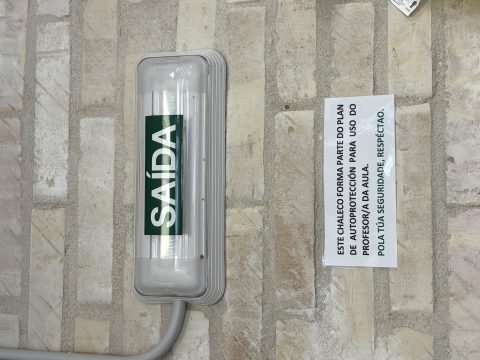 SAÍDA
ESTE CHALECO FORMA PARTE DO PLAN
DE AUTOPROTECCIÓN PARA USO DO
PROFESOR/A DA AULA.
POLA TÚA SEGURIDADE, RESPÉCTAO.